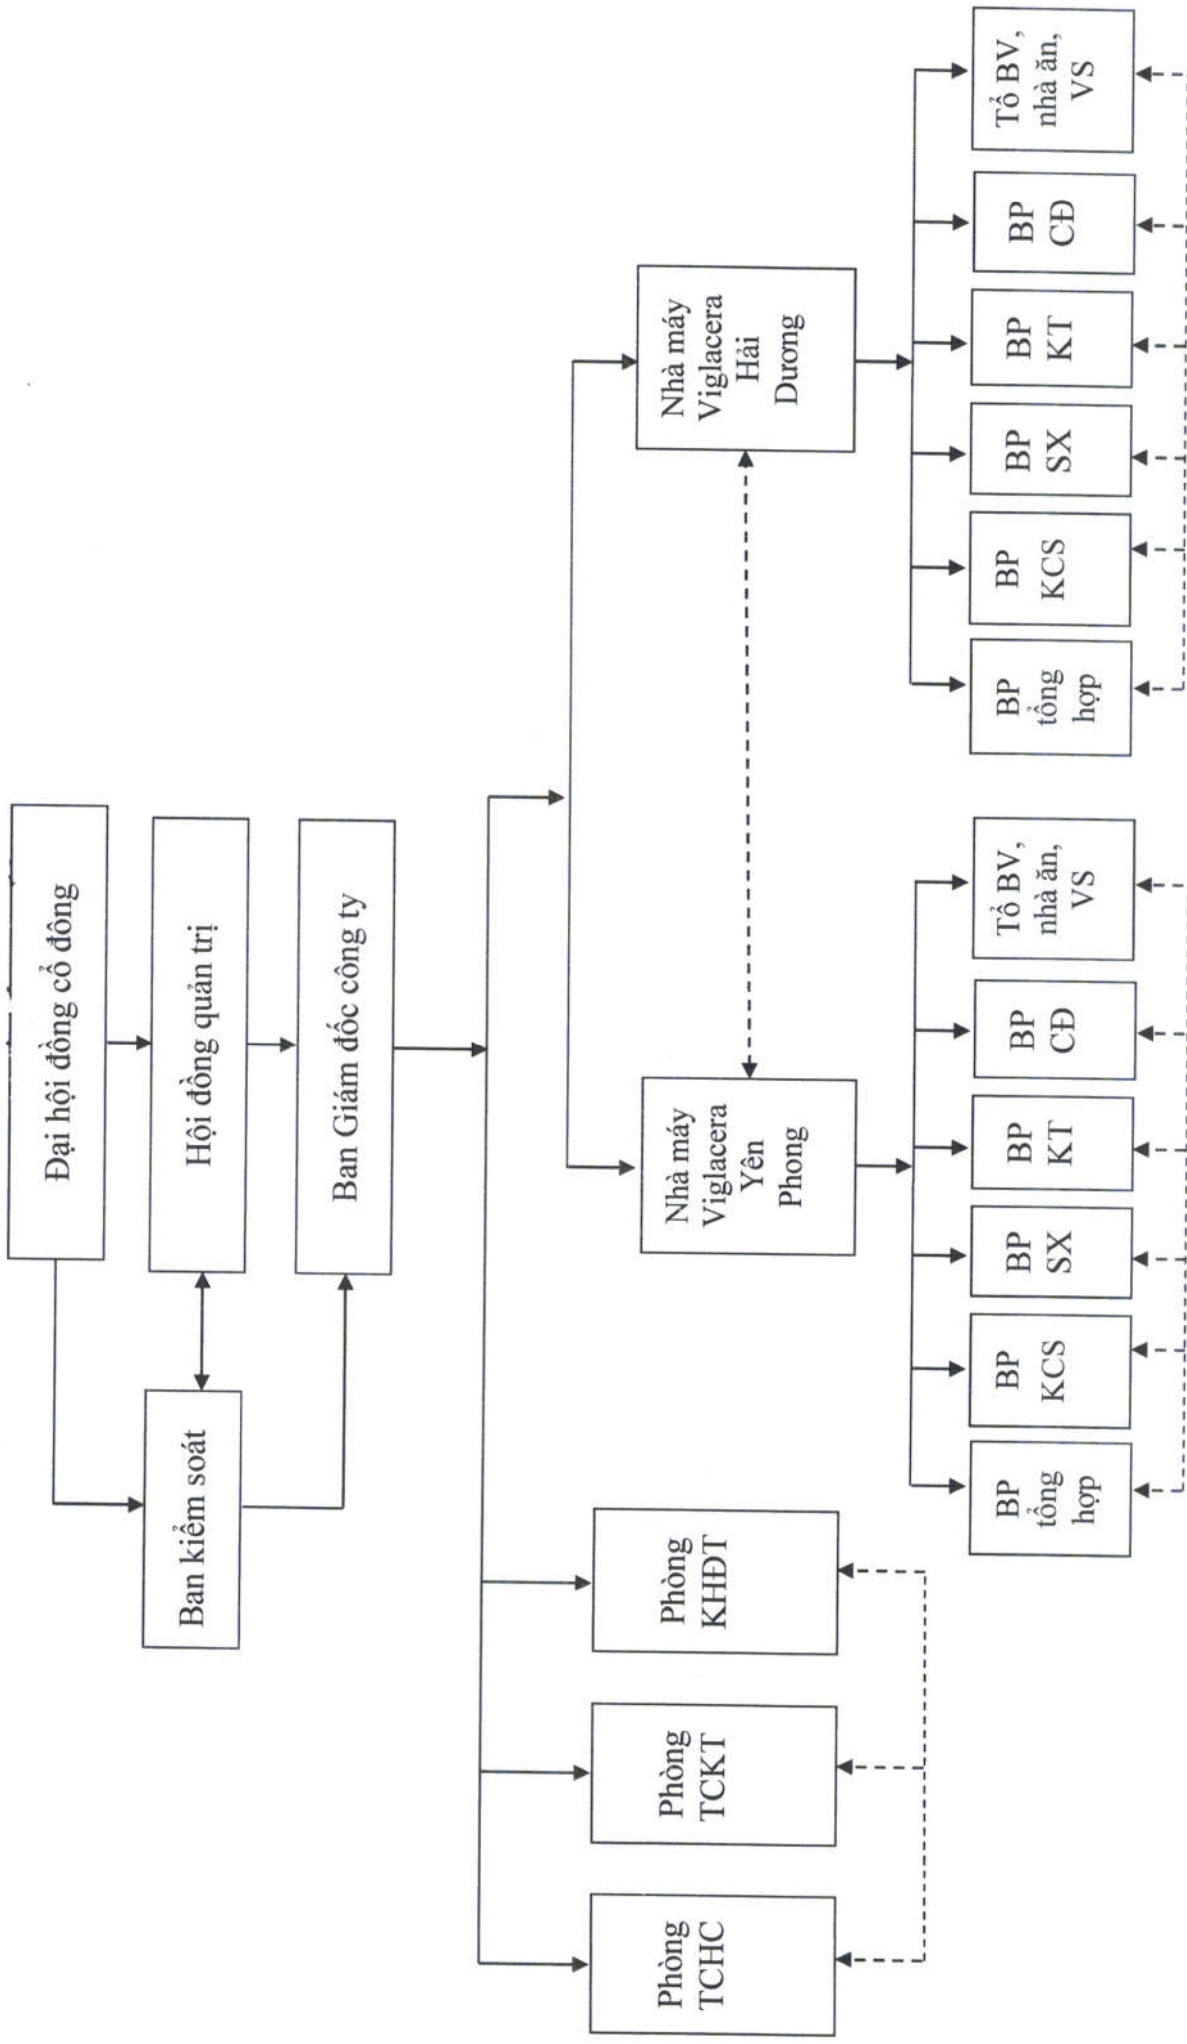 Đại hội đồng cổ đông
Hội đồng quản trị
Ban kiểm soát
Ban Giám đốc công ty
Phòng
TCHC
Phòng
TCKT
Phòng
KHĐT
Nhà máy
Viglacera
Yên
Phong
Nhà máy
Viglacera
Hải
Dương
BP
tổng
hợp
BP
KCS
BP
SX
BP
KT
BP
CĐ
Tổ BV,
nhà ăn,
VS
BP
tổng
hợp
BP
KCS
BP
SX
BP
KT
BP
CĐ
Tổ BV,
nhà ăn,
VS